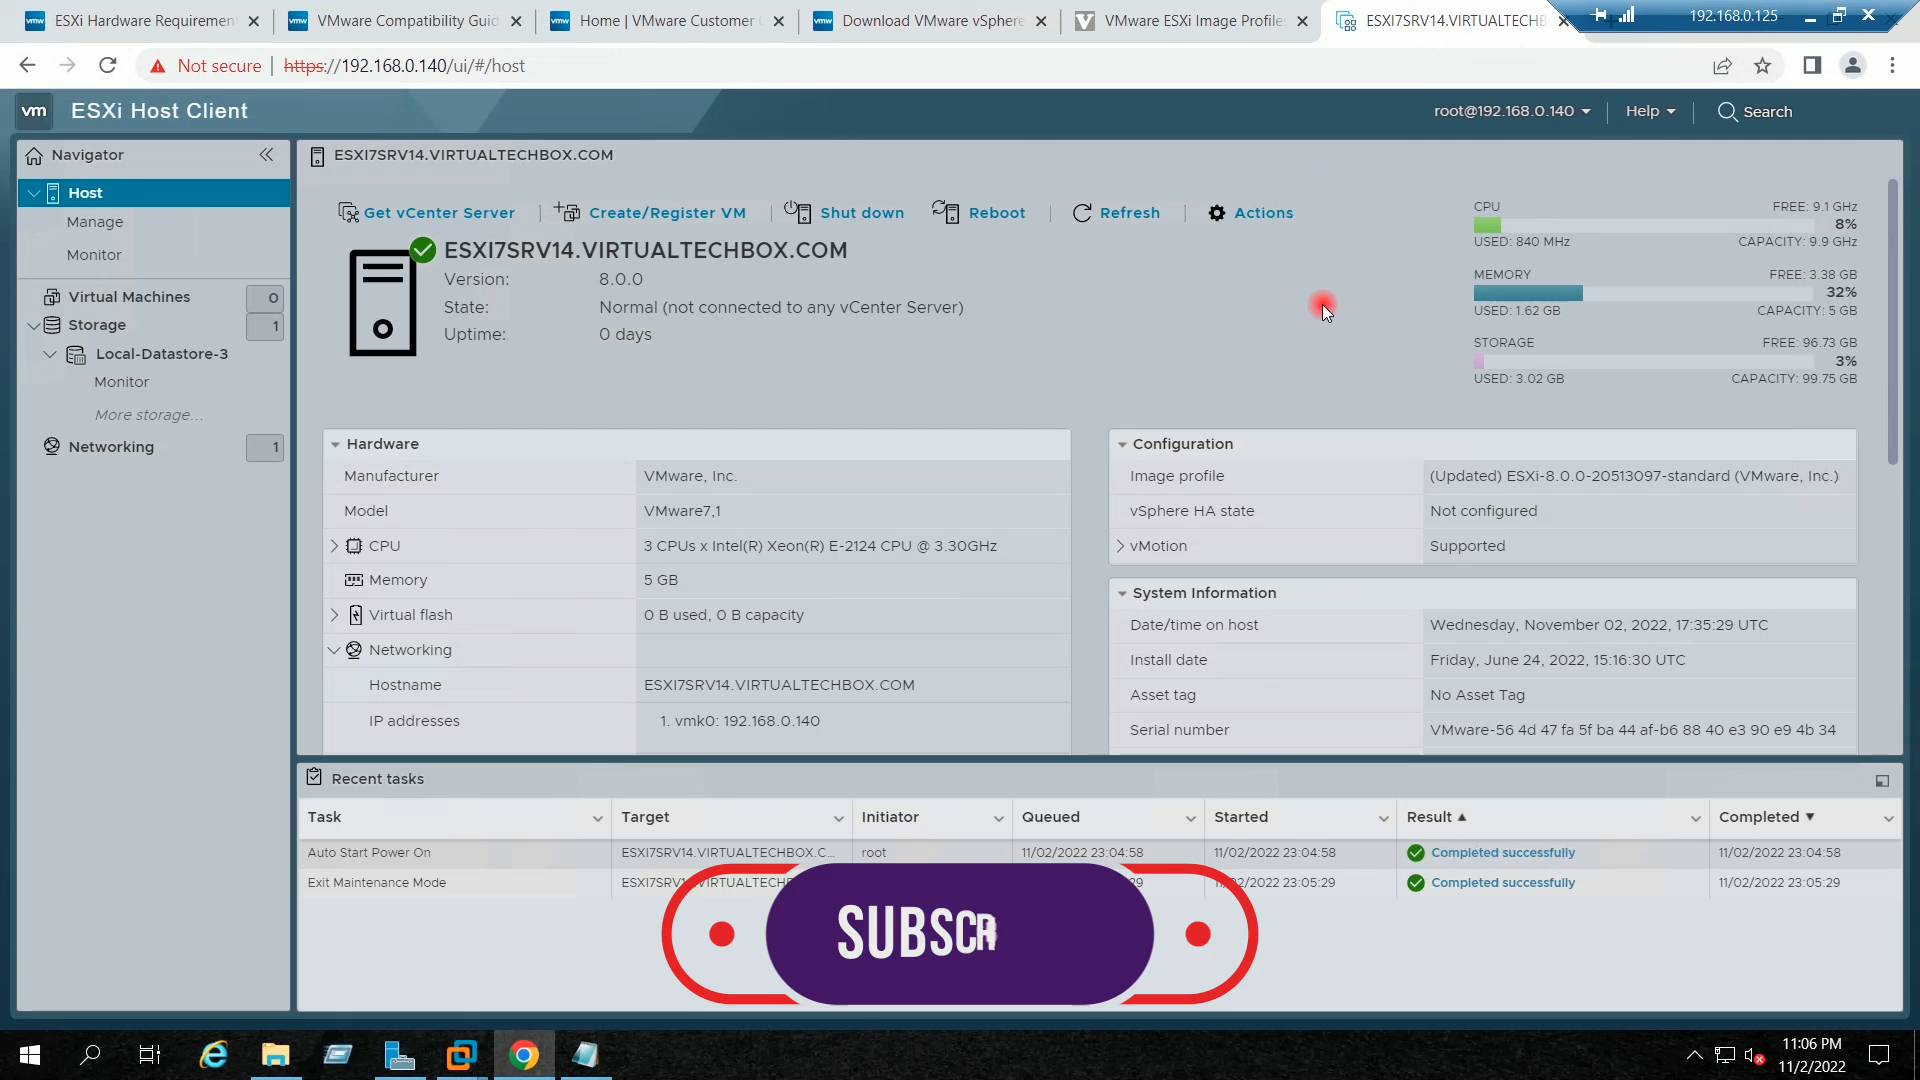 ESXi Hardware Requiremen
VMware Compatibility Guid
Home | VMware Customer C
Download VMware vSphere
VMware ESXi Image Profile
ESXI7SRV14.VIRTUALTECHB
192.168.0.125
Not secure | https://192.168.0.140/ui/#/host
vm ESXi Host Client
root@192.168.0.140
Help
Search
Navigator
Host
Manage
Monitor
Virtual Machines 0
Storage 1
Local-Datastore-3
Monitor
More storage...
Networking 1
ESXI7SRV14.VIRTUALTECHBOX.COM
Get vCenter Server
Create/Register VM
Shut down
Reboot
Refresh
Actions
ESXI7SRV14.VIRTUALTECHBOX.COM
Version: 8.0.0
State: Normal (not connected to any vCenter Server)
Uptime: 0 days
CPU FREE: 9.1 GHz
8%
USED: 840 MHz CAPACITY: 9.9 GHz
MEMORY FREE: 3.38 GB
32%
USED: 1.62 GB CAPACITY: 5 GB
STORAGE FREE: 96.73 GB
3%
USED: 3.02 GB CAPACITY: 99.75 GB
Hardware
Manufacturer VMware, Inc.
Model VMware7,1
CPU 3 CPUs x Intel(R) Xeon(R) E-2124 CPU @ 3.30GHz
Memory 5 GB
Virtual flash 0 B used, 0 B capacity
Networking
Hostname ESXI7SRV14.VIRTUALTECHBOX.COM
IP addresses 1. vmk0: 192.168.0.140
Configuration
Image profile (Updated) ESXi-8.0.0-20513097-standard (VMware, Inc.)
vSphere HA state Not configured
vMotion Supported
System Information
Date/time on host Wednesday, November 02, 2022, 17:35:29 UTC
Install date Friday, June 24, 2022, 15:16:30 UTC
Asset tag No Asset Tag
Serial number VMware-56 4d 47 fa 5f ba 44 af-b6 88 40 e3 90 e9 4b 34
Recent tasks
Task Target Initiator Queued Started Result Completed
Auto Start Power On ESXI7SRV14.VIRTUALTECHBOX.C... root 11/02/2022 23:04:58 11/02/2022 23:04:58 Completed successfully 11/02/2022 23:04:58
Exit Maintenance Mode ESXI7SRV14.VIRTUALTECHB 11/02/2022 23:05:29 Completed successfully 11/02/2022 23:05:29
SUBSCR
11:06 PM
11/2/2022